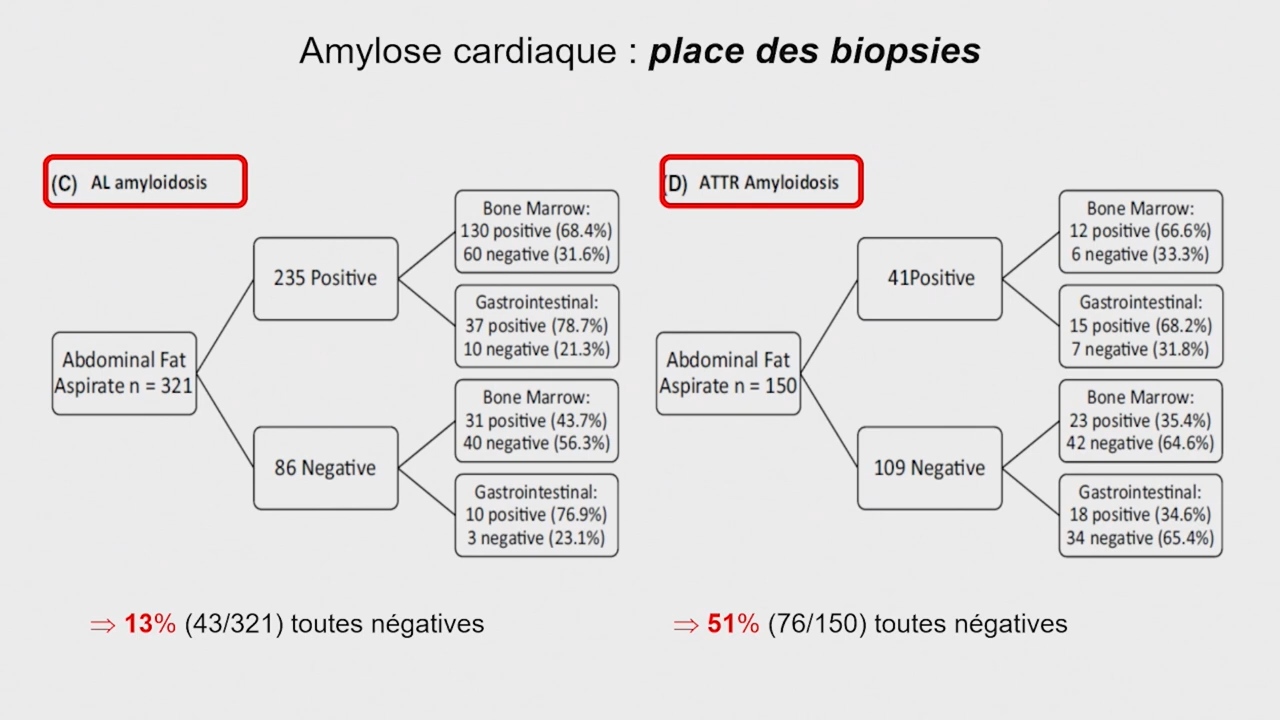 Amylose cardiaque : place des biopsies
(C) AL amyloidosis
Abdominal Fat
Aspirate n = 321
235 Positive
86 Negative
Bone Marrow:
130 positive (68.4%)
60 negative (31.6%)
Gastrointestinal:
37 positive (78.7%)
10 negative (21.3%)
Bone Marrow:
31 positive (43.7%)
40 negative (56.3%)
Gastrointestinal:
10 positive (76.9%)
3 negative (23.1%)
⇒ 13% (43/321) toutes négatives
(D) ATTR Amyloidosis
Abdominal Fat
Aspirate n = 150
41Positive
109 Negative
Bone Marrow:
12 positive (66.6%)
6 negative (33.3%)
Gastrointestinal:
15 positive (68.2%)
7 negative (31.8%)
Bone Marrow:
23 positive (35.4%)
42 negative (64.6%)
Gastrointestinal:
18 positive (34.6%)
34 negative (65.4%)
⇒ 51% (76/150) toutes négatives